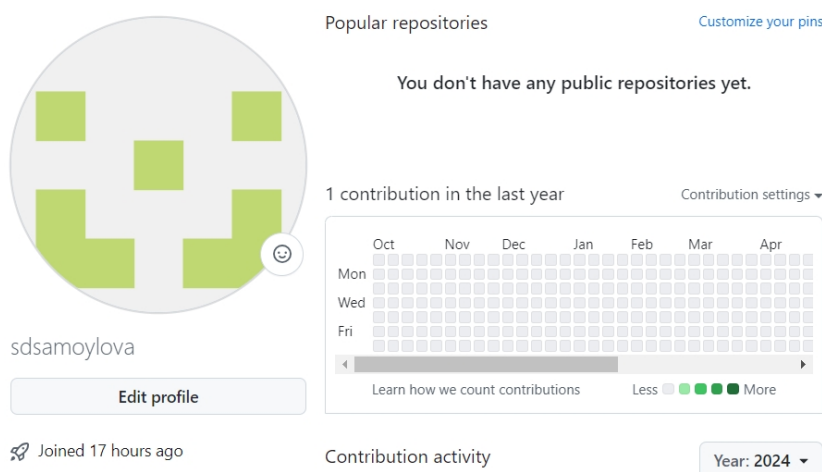 Popular repositories
Customize your pins
You don't have any public repositories yet.
1 contribution in the last year
Contribution settings
Oct Nov Dec Jan Feb Mar Apr
Mon
Wed
Fri
Learn how we count contributions
Less More
sdsamoylova
Edit profile
Joined 17 hours ago
Contribution activity
Year: 2024